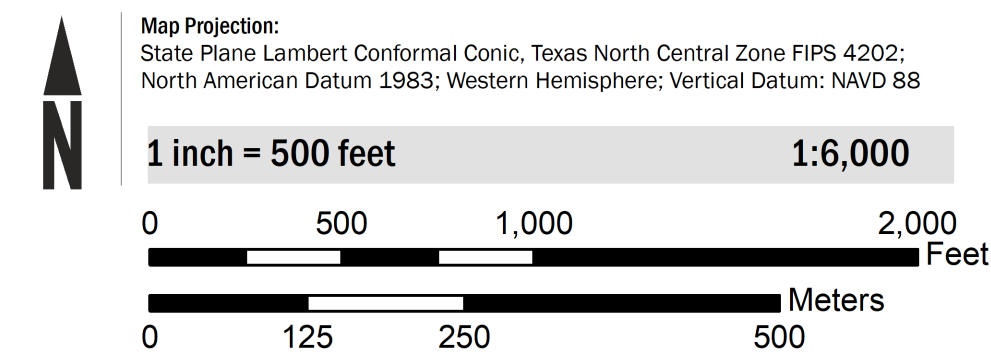 N
Map Projection:
State Plane Lambert Conformal Conic, Texas North Central Zone FIPS 4202;
North American Datum 1983; Western Hemisphere; Vertical Datum: NAVD 88
1 inch = 500 feet 1:6,000
0 500 1,000 2,000
Feet
Meters
0 125 250 500